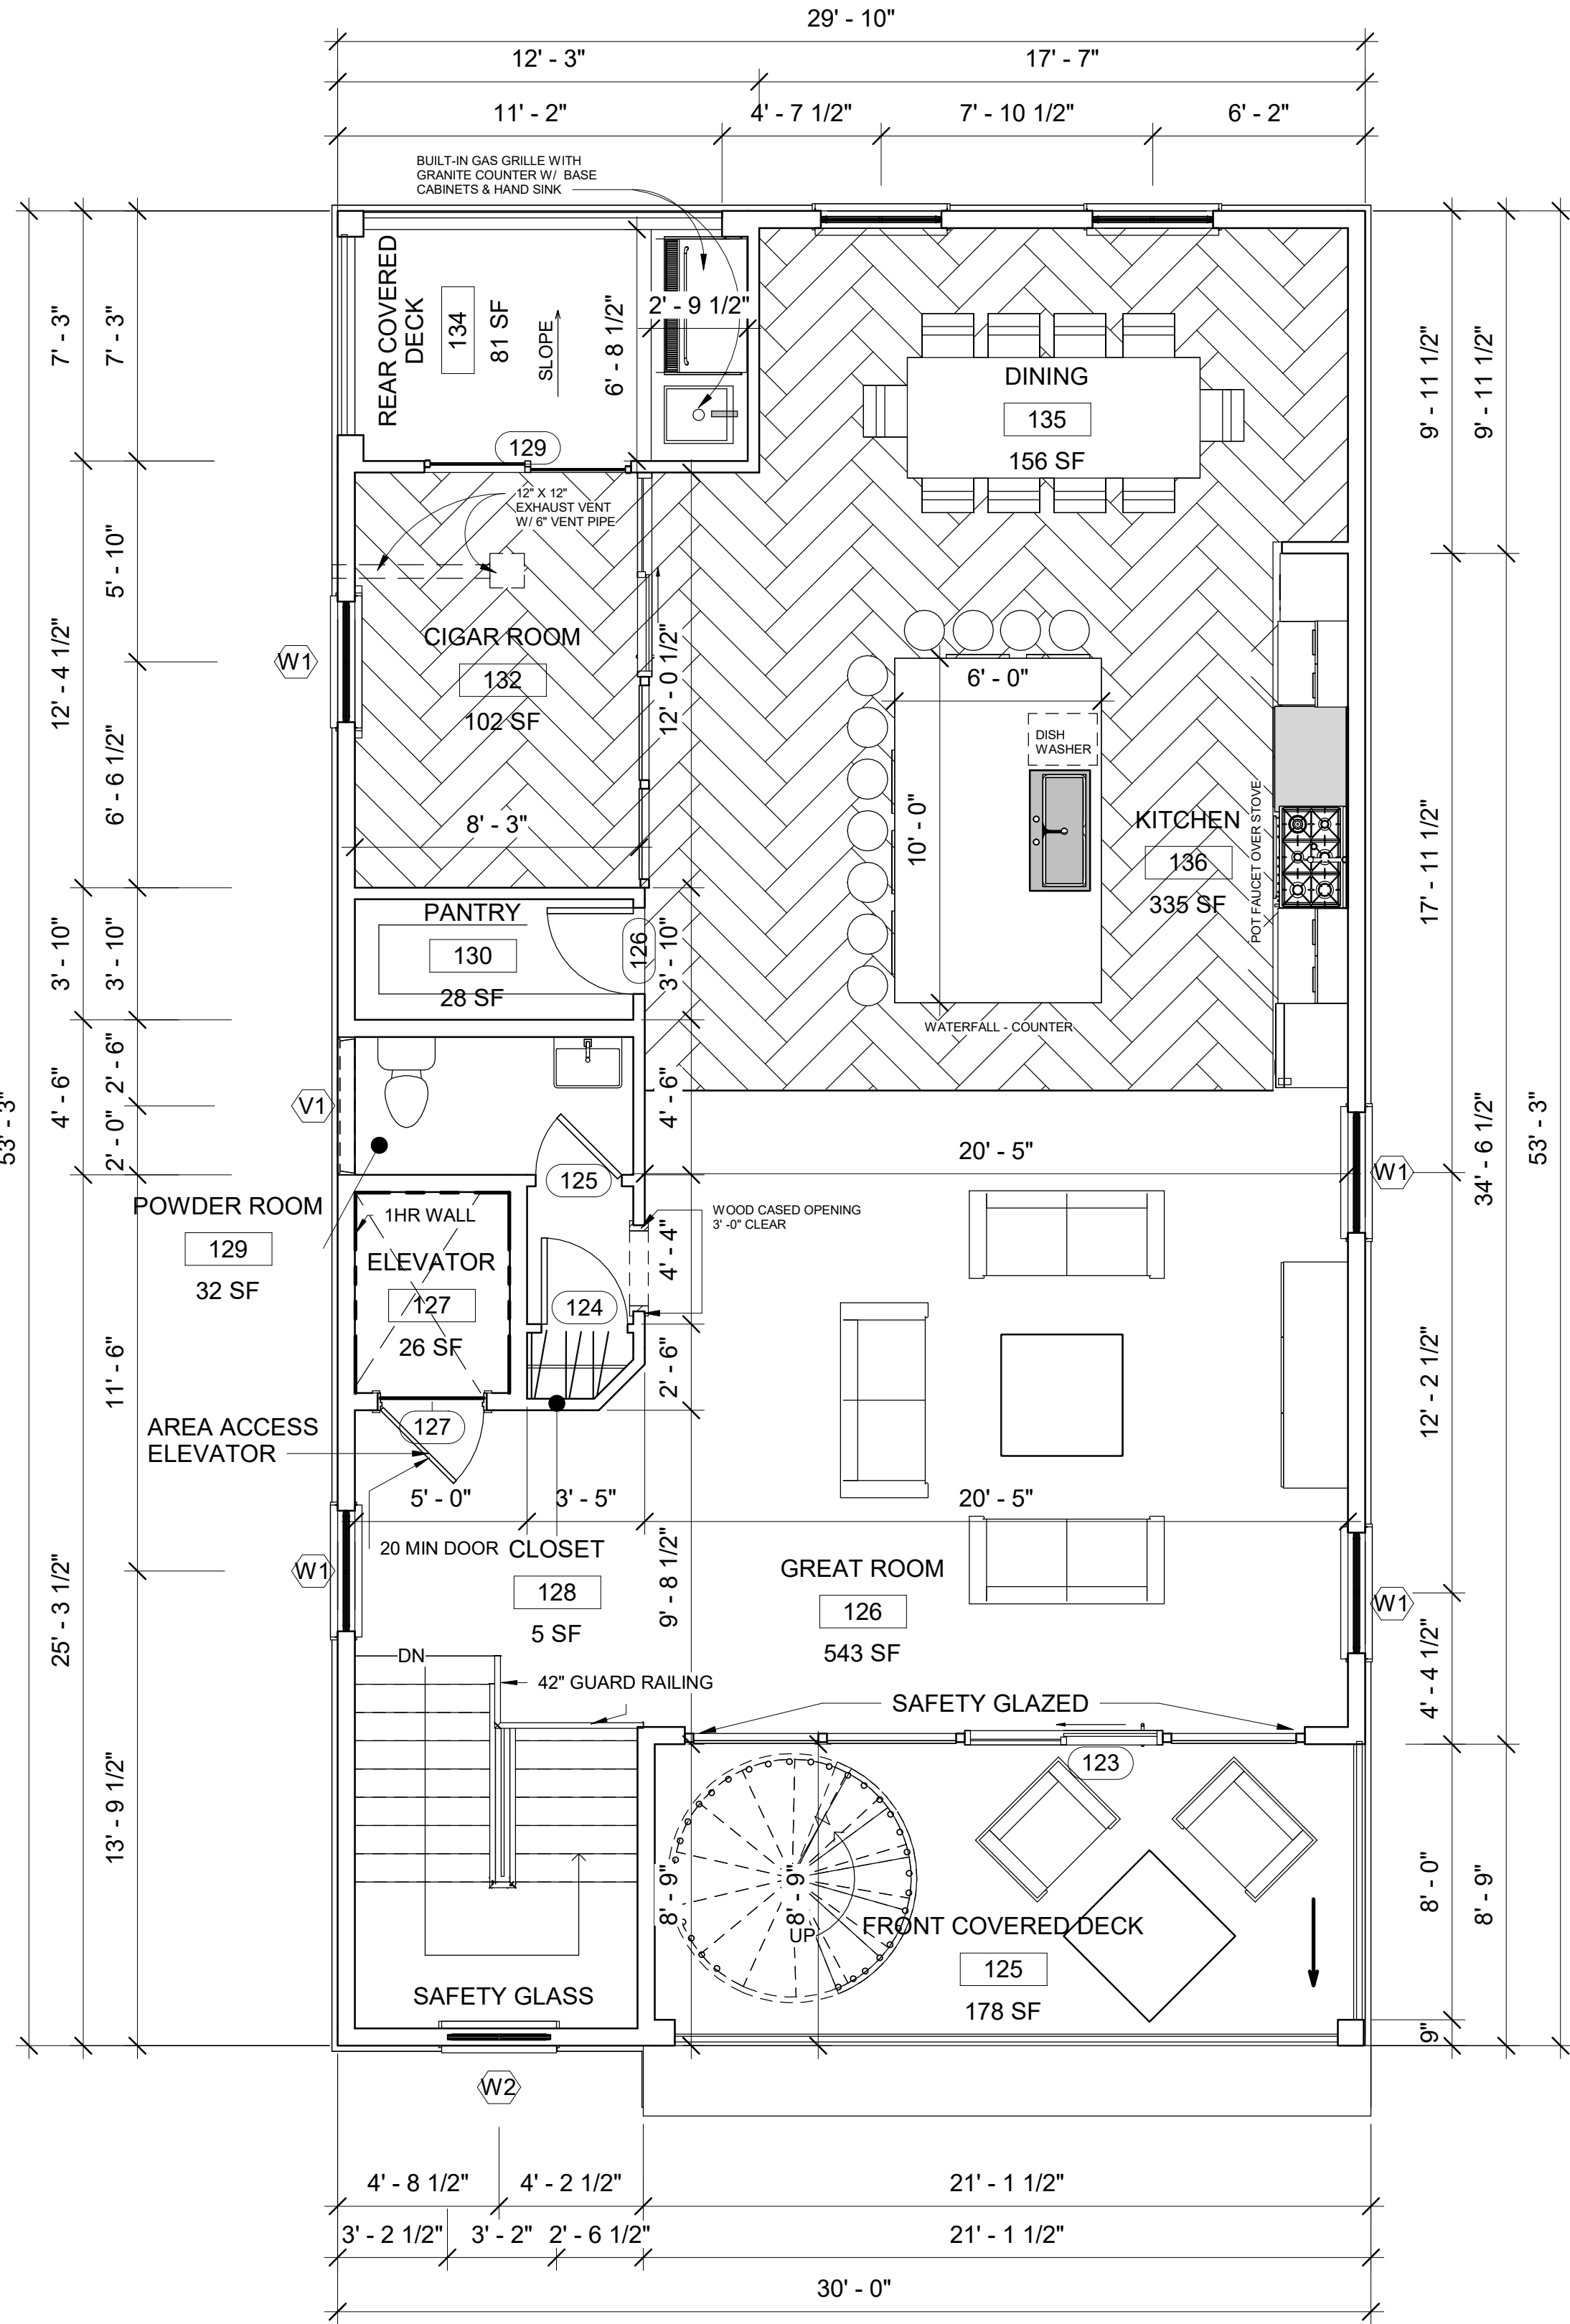 29' - 10"
12' - 3"
17' - 7"
11' - 2"
4' - 7 1/2"
7' - 10 1/2"
6' - 2"
BUILT-IN GAS GRILLE WITH
GRANITE COUNTER W/ BASE
CABINETS & HAND SINK
REAR COVERED
DECK
134
81 SF
SLOPE
6' - 8 1/2"
2' - 9 1/2"
7' - 3"
7' - 3"
DINING
135
156 SF
9' - 11 1/2"
9' - 11 1/2"
129
12" X 12"
EXHAUST VENT
W/ 6" VENT PIPE
5' - 10"
12' - 4 1/2"
6' - 6 1/2"
W1
CIGAR ROOM
132
102 SF
12' - 0 1/2"
8' - 3"
6' - 0"
DISH
WASHER
10' - 0"
KITCHEN
136
335 SF
POT FAUCET OVER STOVE
17' - 11 1/2"
WATERFALL - COUNTER
PANTRY
130
28 SF
126
3' - 10"
3' - 10"
3' - 10"
53' - 3"
4' - 6"
2' - 6"
2' - 0"
V1
4' - 6"
125
20' - 5"
W1
34' - 6 1/2"
53' - 3"
POWDER ROOM
129
32 SF
1HR WALL
ELEVATOR
127
26 SF
WOOD CASED OPENING
3' -0" CLEAR
4' - 4"
124
2' - 6"
11' - 6"
AREA ACCESS
ELEVATOR
127
12' - 2 1/2"
5' - 0"
3' - 5"
20' - 5"
20 MIN DOOR
CLOSET
128
5 SF
9' - 8 1/2"
W1
GREAT ROOM
126
543 SF
W1
25' - 3 1/2"
4' - 4 1/2"
DN
42" GUARD RAILING
SAFETY GLAZED
123
13' - 9 1/2"
8' - 9"
8' - 9"
UP
FRONT COVERED DECK
125
178 SF
8' - 0"
8' - 9"
9"
SAFETY GLASS
W2
4' - 8 1/2"
4' - 2 1/2"
21' - 1 1/2"
3' - 2 1/2"
3' - 2"
2' - 6 1/2"
21' - 1 1/2"
30' - 0"